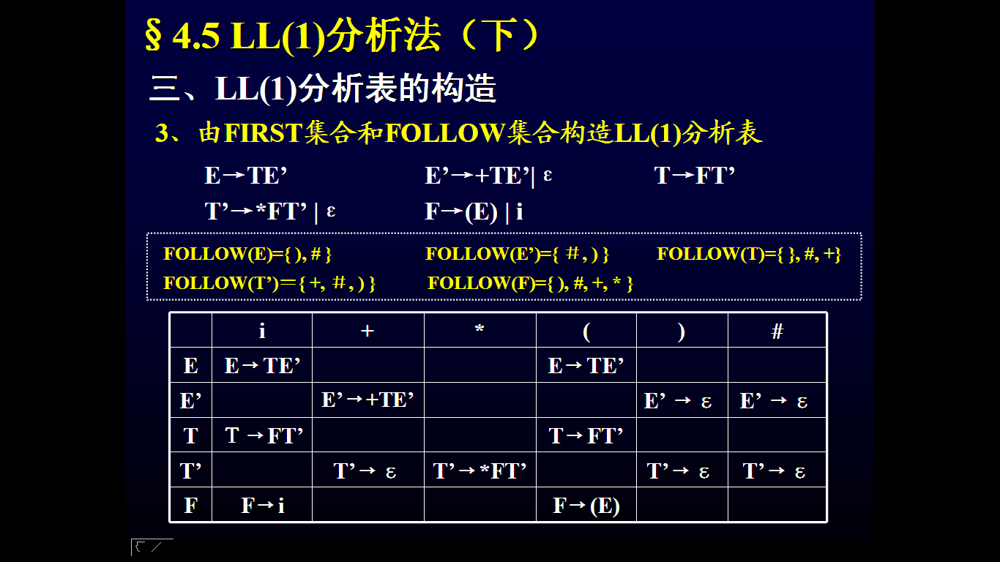 § 4.5 LL(1)分析法（下）
三、LL(1)分析表的构造
3、由FIRST集合和FOLLOW集合构造LL(1)分析表
E→TE’ E’→+TE’| ε T→FT’
T’→*FT’ | ε F→(E) | i
FOLLOW(E)={ ), # } FOLLOW(E’)={ ＃, ) } FOLLOW(T)={ }, #, +}
FOLLOW(T’)＝{ +, ＃, ) } FOLLOW(F)={ ), #, +, * }
i + * ( ) #
E E→TE’ E→TE’
E’ E’→+TE’ E’ → ε E’ → ε
T Ｔ→FT’ T→FT’
T’ T’→ ε T’→*FT’ T’→ ε T’→ ε
F F→i F→(E)